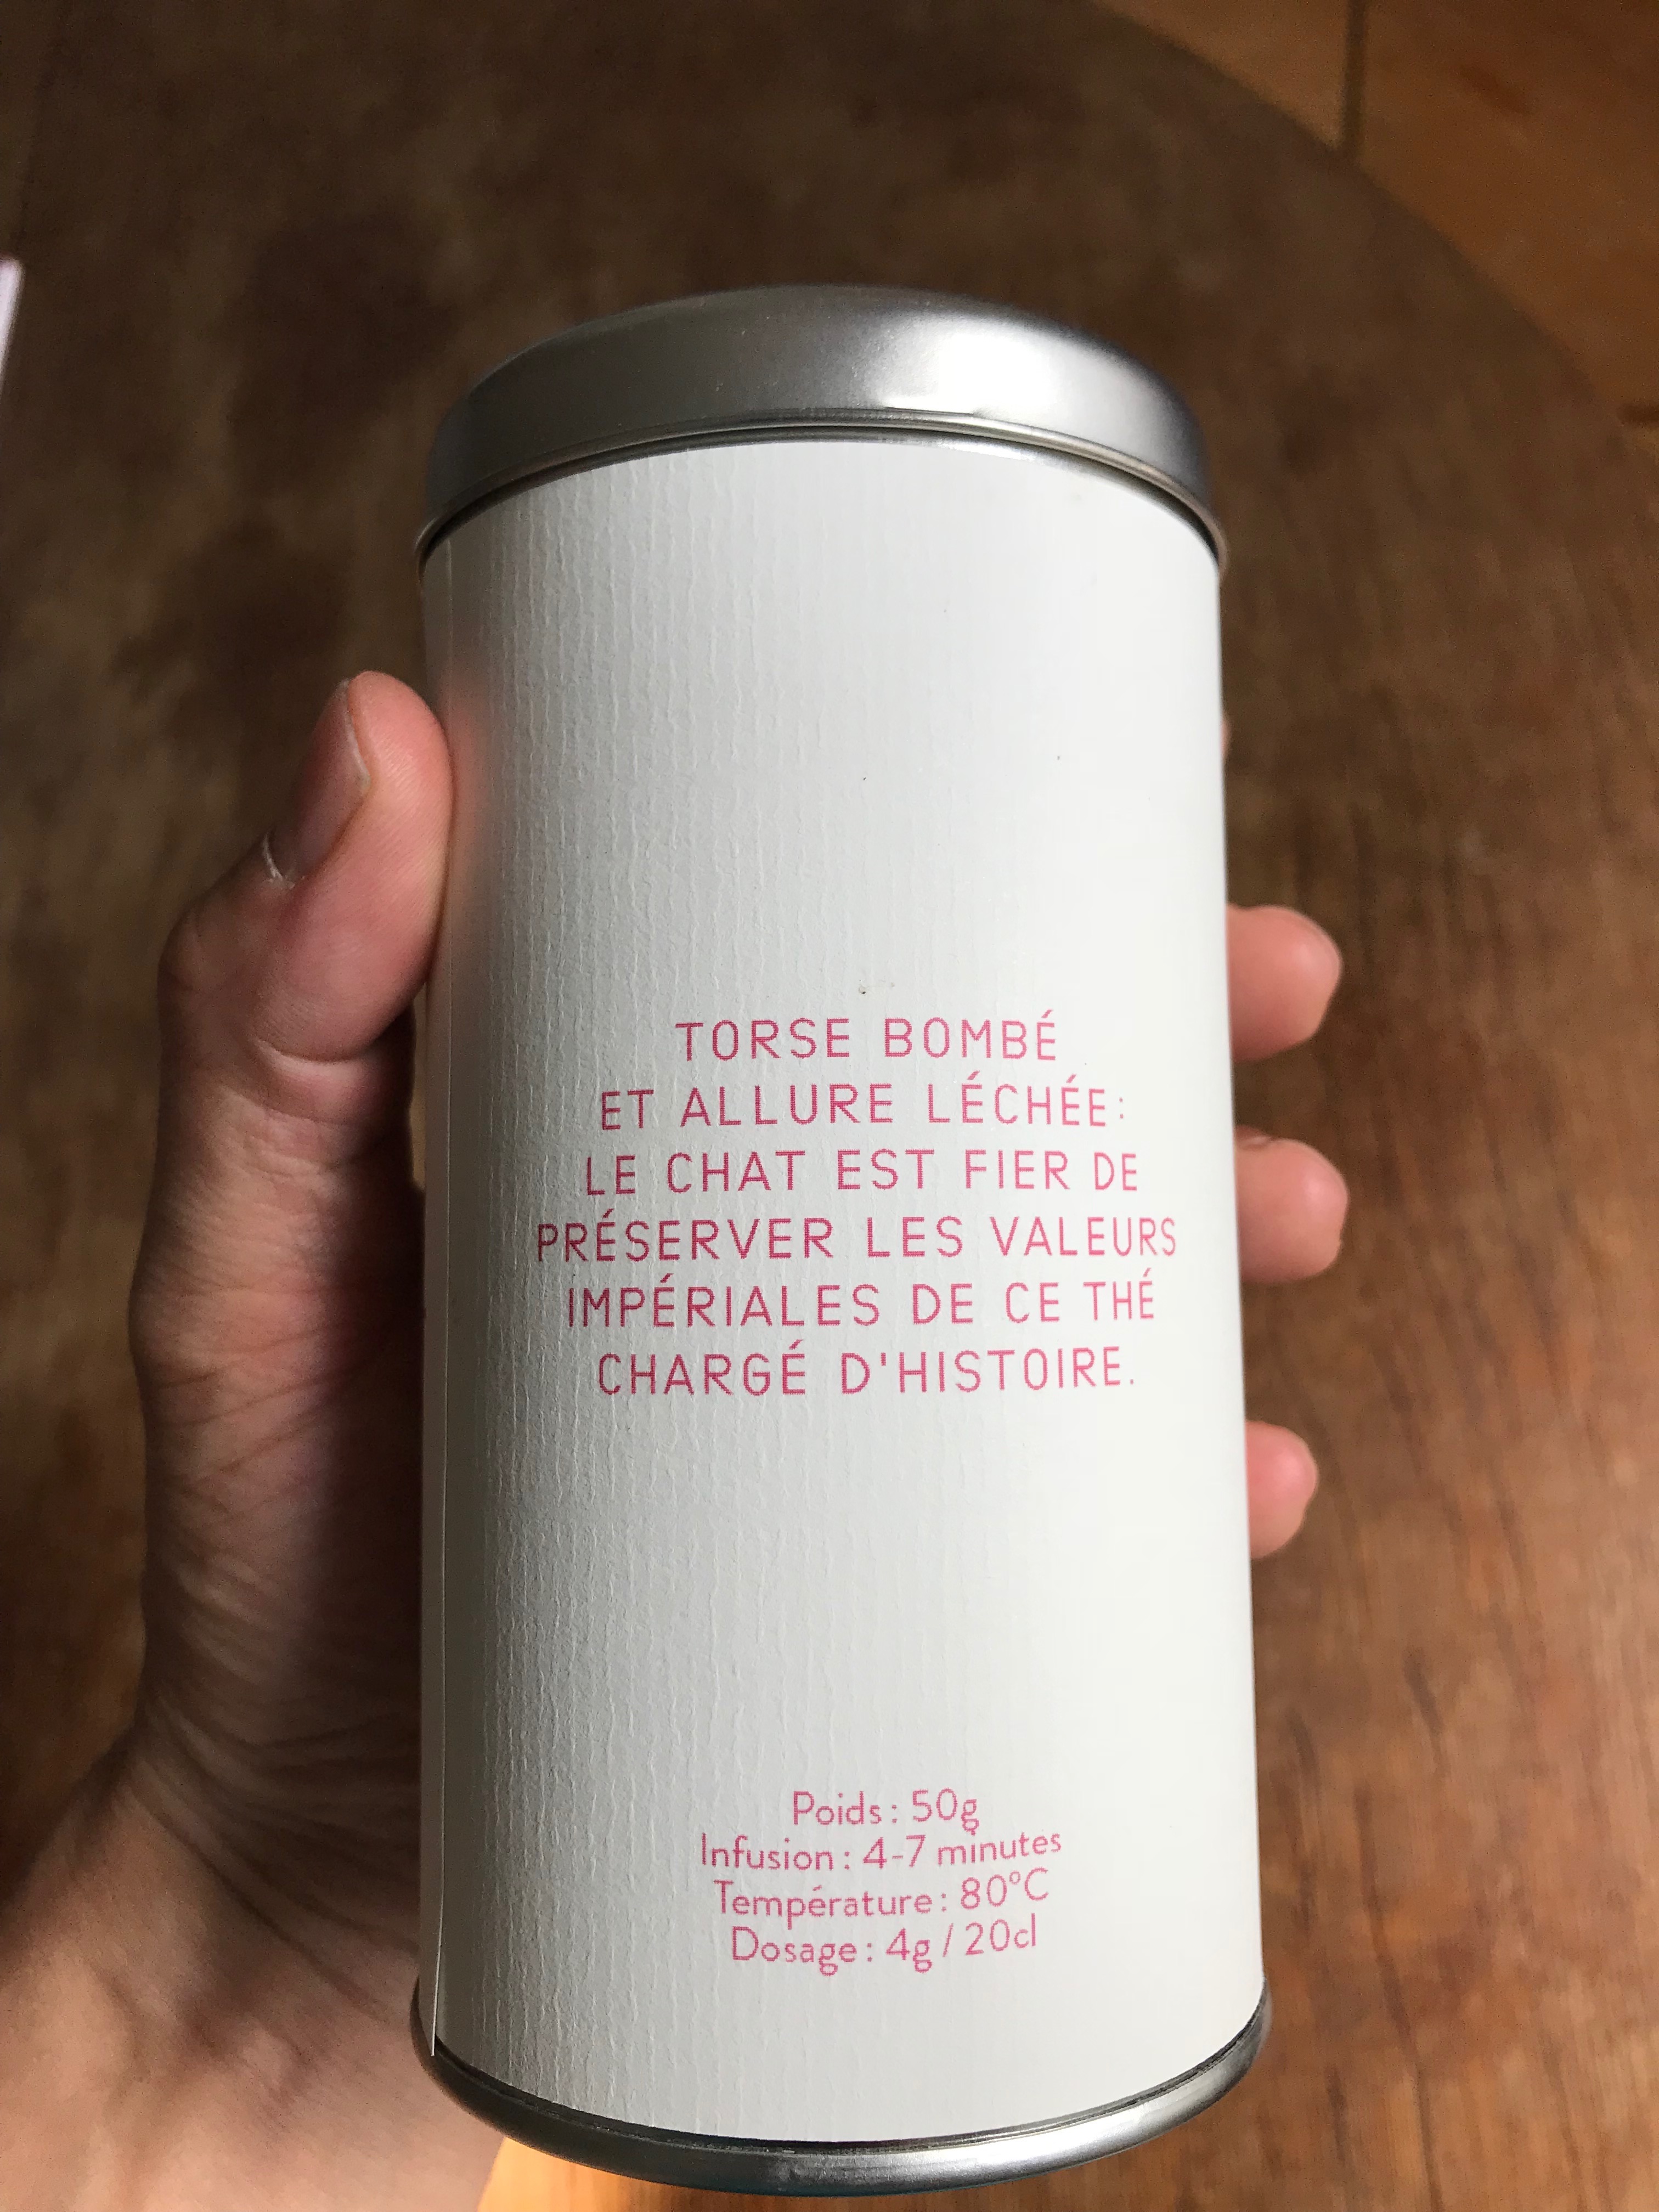 TORSE BOMBÉ
ET ALLURE LÉCHÉE:
LE CHAT EST FIER DE
PRÉSERVER LES VALEURS
IMPÉRIALES DE CE THÉ
CHARGÉ D'HISTOIRE.
Poids : 50g
Infusion : 4-7 minutes
Température : 80°C
Dosage : 4g / 20cl